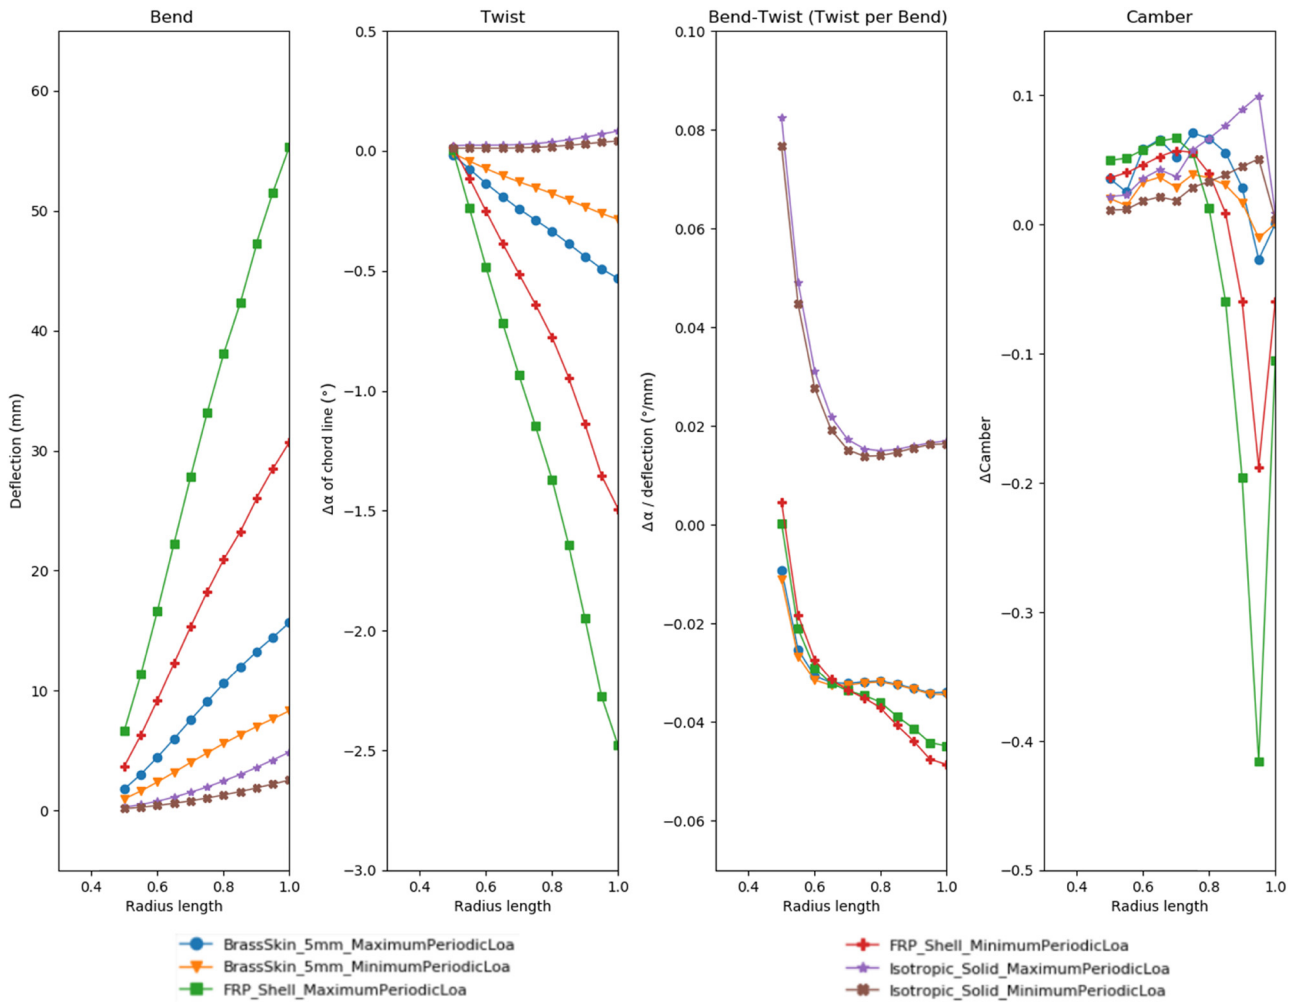 Bend
Twist
Bend-Twist (Twist per Bend)
Camber
Deflection (mm)
60
50
40
30
20
10
0
0.4 0.6 0.8 1.0
Radius length
Δα of chord line (°)
0.5
0.0
−0.5
−1.0
−1.5
−2.0
−2.5
−3.0
0.4 0.6 0.8 1.0
Radius length
Δα / deflection (°/mm)
0.10
0.08
0.06
0.04
0.02
0.00
−0.02
−0.04
−0.06
0.4 0.6 0.8 1.0
Radius length
ΔCamber
0.1
0.0
−0.1
−0.2
−0.3
−0.4
−0.5
0.4 0.6 0.8 1.0
Radius length
BrassSkin_5mm_MaximumPeriodicLoa
BrassSkin_5mm_MinimumPeriodicLoa
FRP_Shell_MaximumPeriodicLoa
FRP_Shell_MinimumPeriodicLoa
Isotropic_Solid_MaximumPeriodicLoa
Isotropic_Solid_MinimumPeriodicLoa